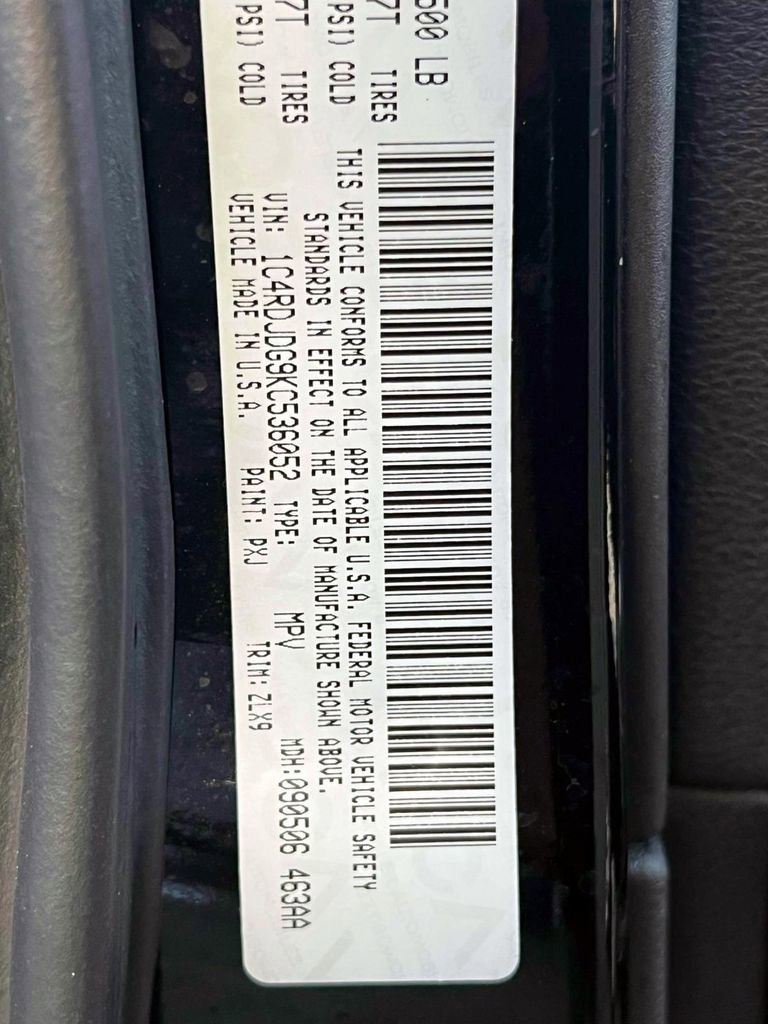 500 LB
7T TIRES
PSI) COLD
7T TIRES
PSI) COLD
THIS VEHICLE CONFORMS TO ALL APPLICABLE U.S.A. FEDERAL MOTOR VEHICLE SAFETY
STANDARDS IN EFFECT ON THE DATE OF MANUFACTURE SHOWN ABOVE.
VIN: 1C4RDJDG9KC536052 TYPE: MPV MDH:090506 463AA
VEHICLE MADE IN U.S.A. PAINT: PXJ TRIM: ZLX9